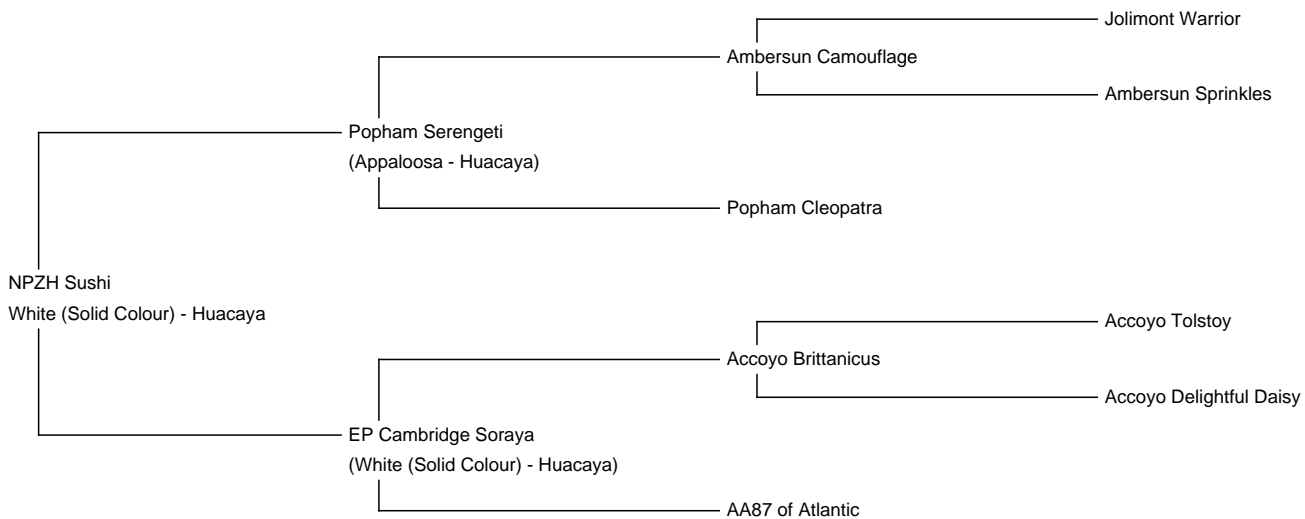 Jolimont Warrior
Ambersun Camouflage
Ambersun Sprinkles
Popham Serengeti
(Appaloosa - Huacaya)
Popham Cleopatra
NPZH Sushi
White (Solid Colour) - Huacaya
Accoyo Tolstoy
Accoyo Brittanicus
Accoyo Delightful Daisy
EP Cambridge Soraya
(White (Solid Colour) - Huacaya)
AA87 of Atlantic